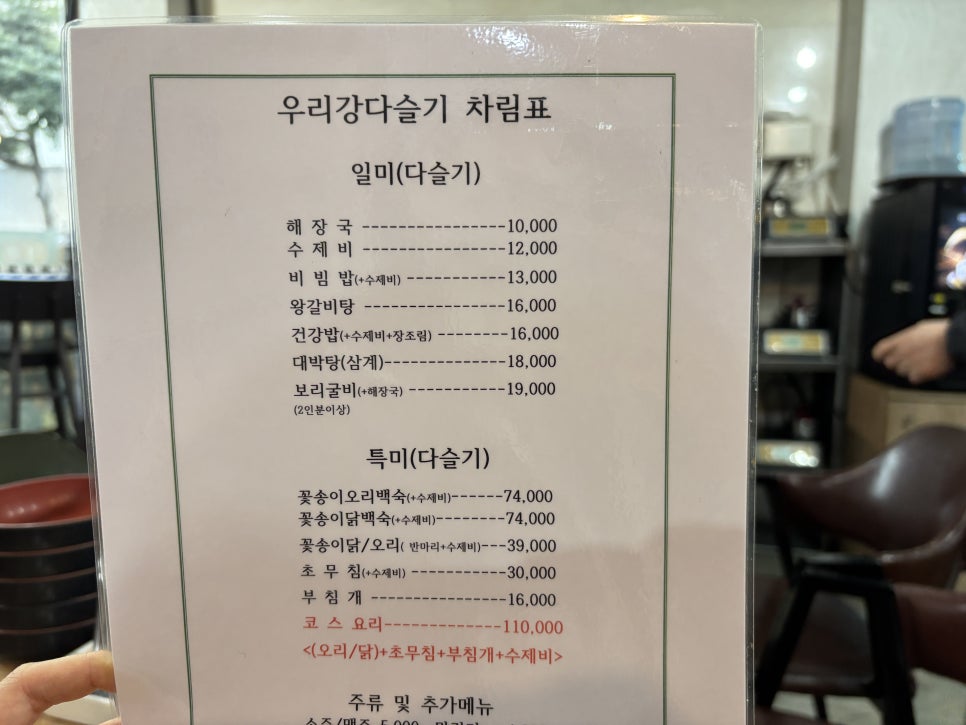 우리강다슬기 차림표
일미(다슬기)
해 장 국 -----------------10,000
수 제 비 -----------------12,000
비 빔 밥(+수제비) ------------13,000
왕갈비탕 -----------------16,000
건강밥(+수제비+장조림) --------16,000
대박탕(삼계)--------------18,000
보리굴비(+해장국) ------------19,000
(2인분이상)
특미(다슬기)
꽃송이오리백숙(+수제비)------74,000
꽃송이닭백숙(+수제비)--------74,000
꽃송이닭/오리( 반마리+수제비)---39,000
초 무 침(+수제비) -----------30,000
부 침 개 ----------------16,000
코 스 요리--------------110,000
<(오리/닭)+초무침+부침개+수제비>
주류 및 추가메뉴
소주/맥주 5,000